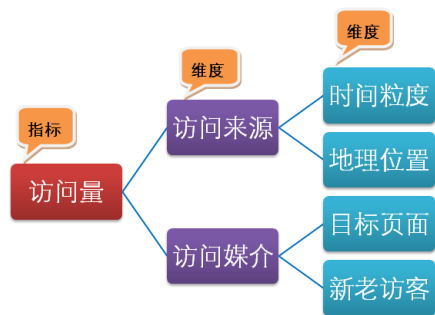 维度
维度
时间粒度
指标
访问来源
地理位置
访问量
目标页面
访问媒介
新老访客